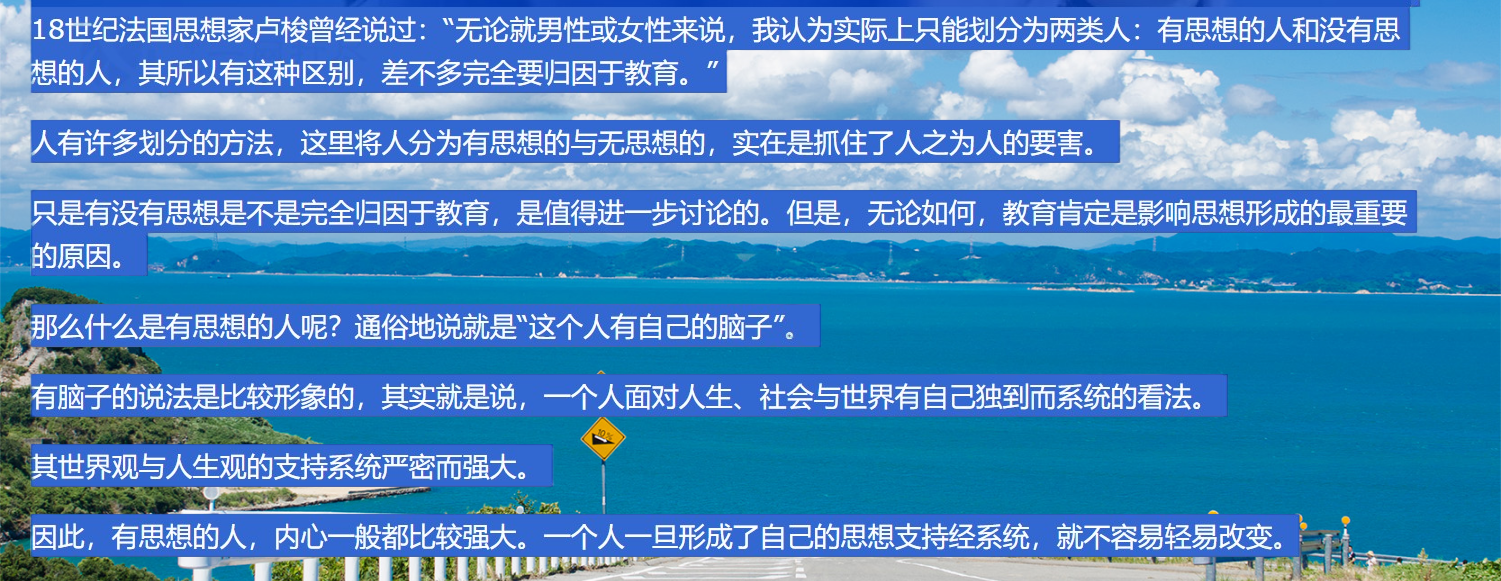 18世纪法国思想家卢梭曾经说过：“无论就男性或女性来说，我认为实际上只能划分为两类人：有思想的人和没有思
想的人，其所以有这种区别，差不多完全要归因于教育。”
人有许多划分的方法，这里将人分为有思想的与无思想的，实在是抓住了人之为人的要害。
只是有没有思想是不是完全归因于教育，是值得进一步讨论的。但是，无论如何，教育肯定是影响思想形成的最重要
的原因。
那么什么是有思想的人呢？通俗地说就是“这个人有自己的脑子”。
有脑子的说法是比较形象的，其实就是说，一个人面对人生、社会与世界有自己独到而系统的看法。
10%
其世界观与人生观的支持系统严密而强大。
因此，有思想的人，内心一般都比较强大。一个人一旦形成了自己的思想支持经系统，就不容易轻易改变。